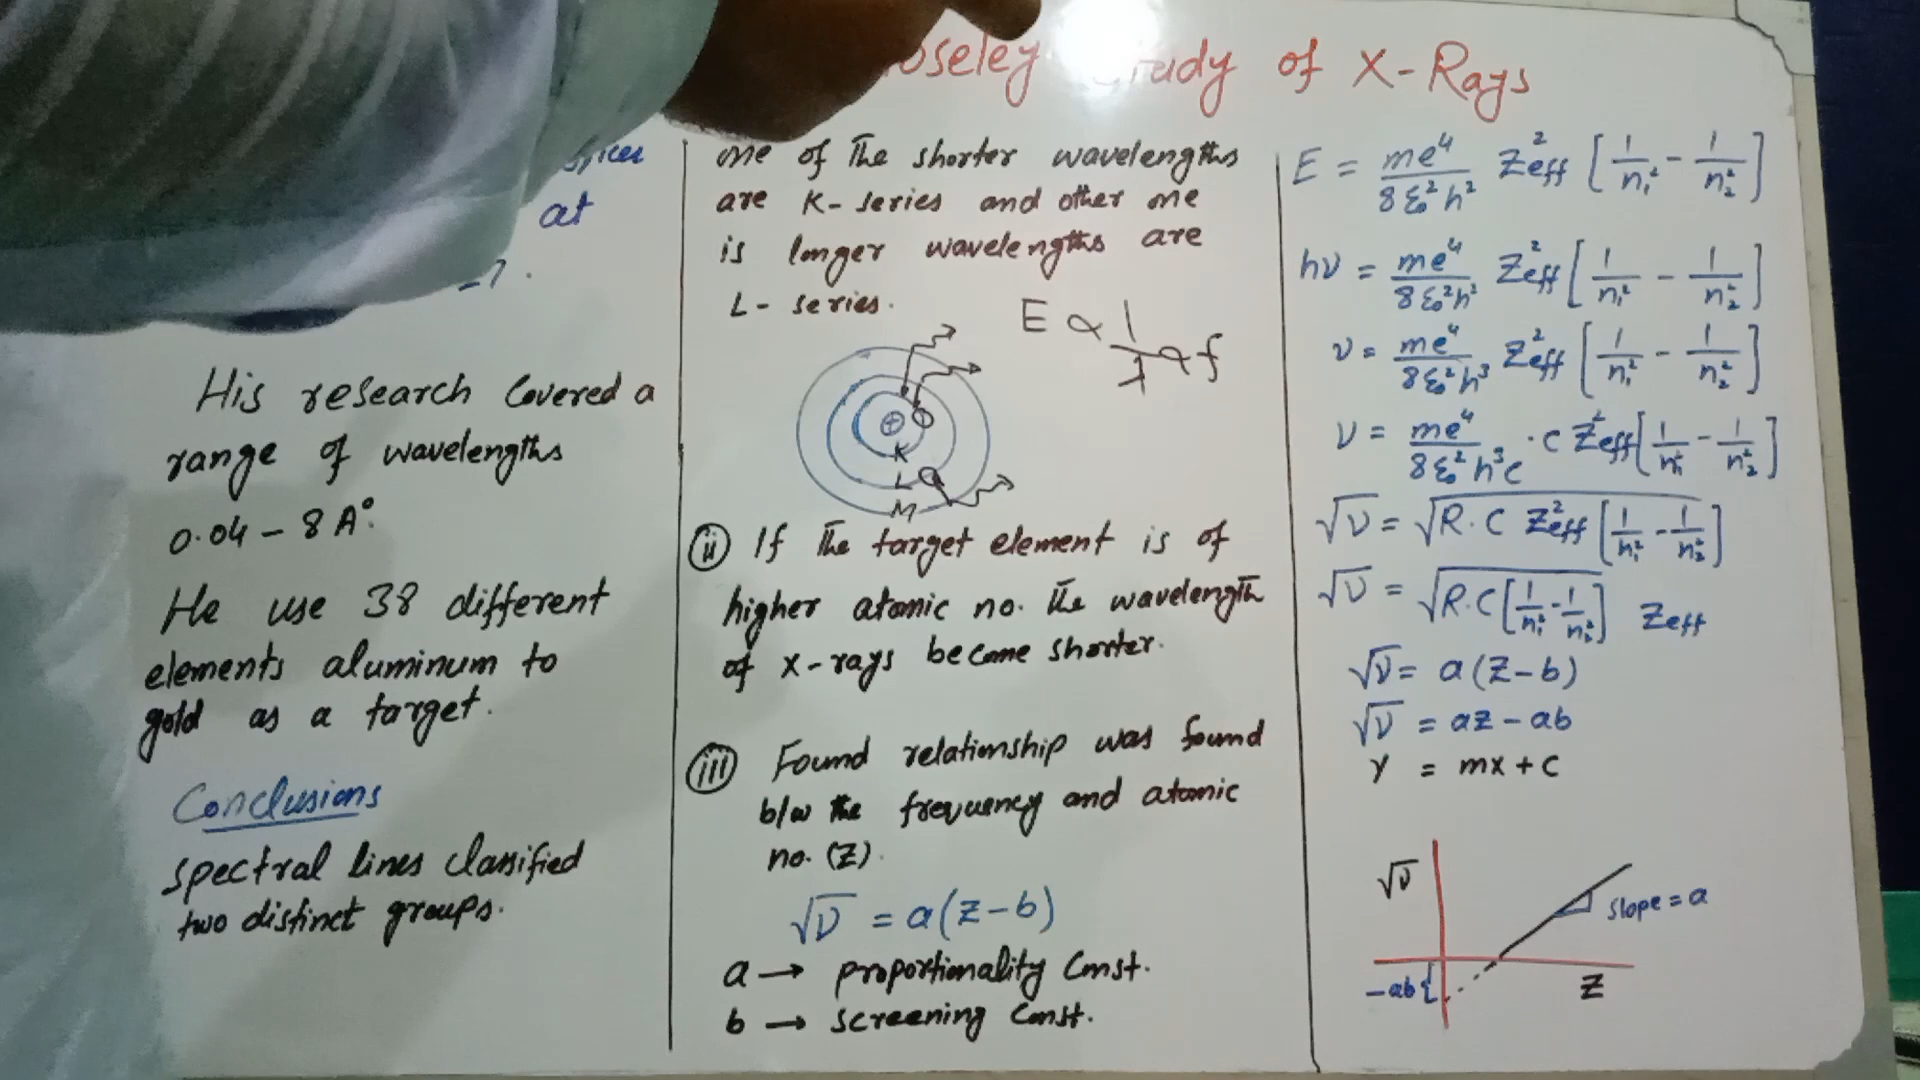 Study of X-Rays
at
His research covered a
range of wavelengths
0.04 – 8 A°.
He use 38 different
elements aluminum to
gold as a target.
Conclusions
spectral lines classified
two distinct groups.
one of the shorter wavelengths
are K-series and other one
is longer wavelengths are
L-series.
E ∝ 1/λ ∝ f
+
K
L
M
(ii) If the target element is of
higher atomic no. the wavelength
of X-rays become shorter.
(iii) Found relationship was found
b/w the frequency and atomic
no. (Z).
√ν = a(Z-b)
a → proportionality Const.
b → screening Const.
E = me⁴/8ε₀²h² Z²eff [1/n₁² - 1/n₂²]
hν = me⁴/8ε₀²h² Z²eff [1/n₁² - 1/n₂²]
ν = me⁴/8ε₀²h³ Z²eff [1/n₁² - 1/n₂²]
ν = me⁴/8ε₀²h³c · c Z²eff [1/n₁² - 1/n₂²]
√ν = √R.C Z²eff [1/n₁² - 1/n₂²]
√ν = √R.C [1/n₁² - 1/n₂²] Zeff
√ν = a(Z-b)
√ν = aZ - ab
Y = mx + c
√ν
slope = a
-ab{
Z